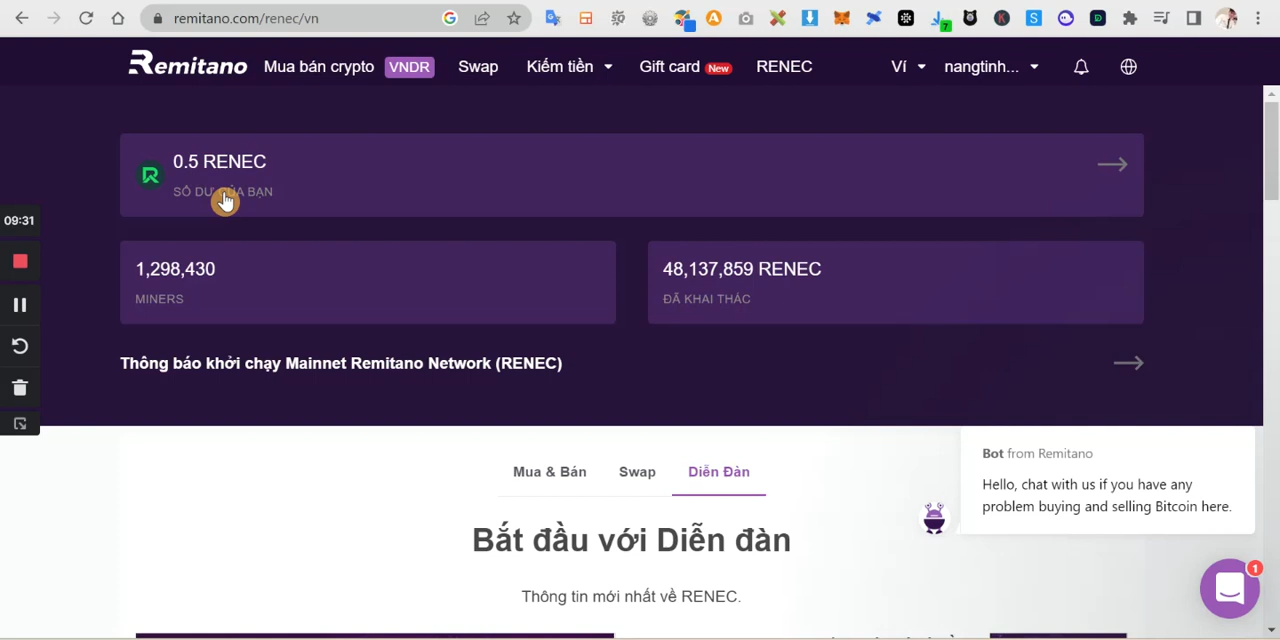 remitano.com/renec/vn
Remitano
Mua bán crypto
VNDR
Swap
Kiếm tiền
Gift card New
RENEC
Ví
nangtinh...
7
0.5 RENEC
SỐ DƯ CỦA BẠN
09:31
1,298,430
MINERS
48,137,859 RENEC
ĐÃ KHAI THÁC
Thông báo khởi chạy Mainnet Remitano Network (RENEC)
Bot from Remitano
Hello, chat with us if you have any
problem buying and selling Bitcoin here.
Mua & Bán
Swap
Diễn Đàn
Bắt đầu với Diễn đàn
Thông tin mới nhất về RENEC.
1